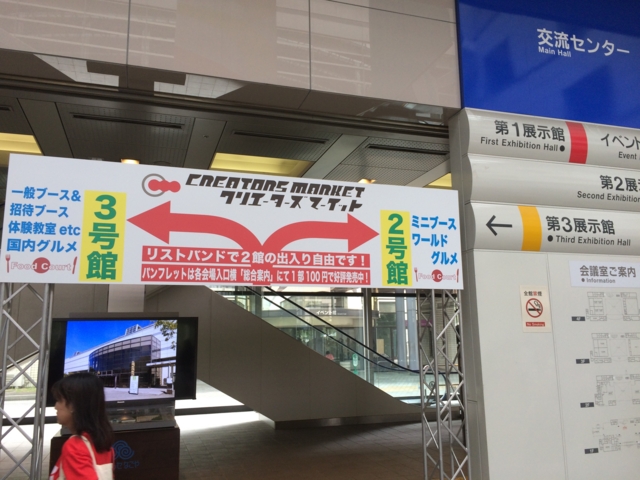 交流センター
Main Hall
第1展示館
First Exhibition Hall
イベント
Event
第2展示
Second Exhibition
第3展示館
Third Exhibition Hall
会議室ご案内
Information
CREATORS MARKET
クリエーターズマーケット
一般ブース&
招待ブース
体験教室 etc
国内グルメ
Food Court
3号館
2号館
ミニブース
ワールド
グルメ
Food Court
リストバンドで2館の出入り自由です!
パンフレットは各会場入口横「総合案内」にて1部100円で好評発売中!